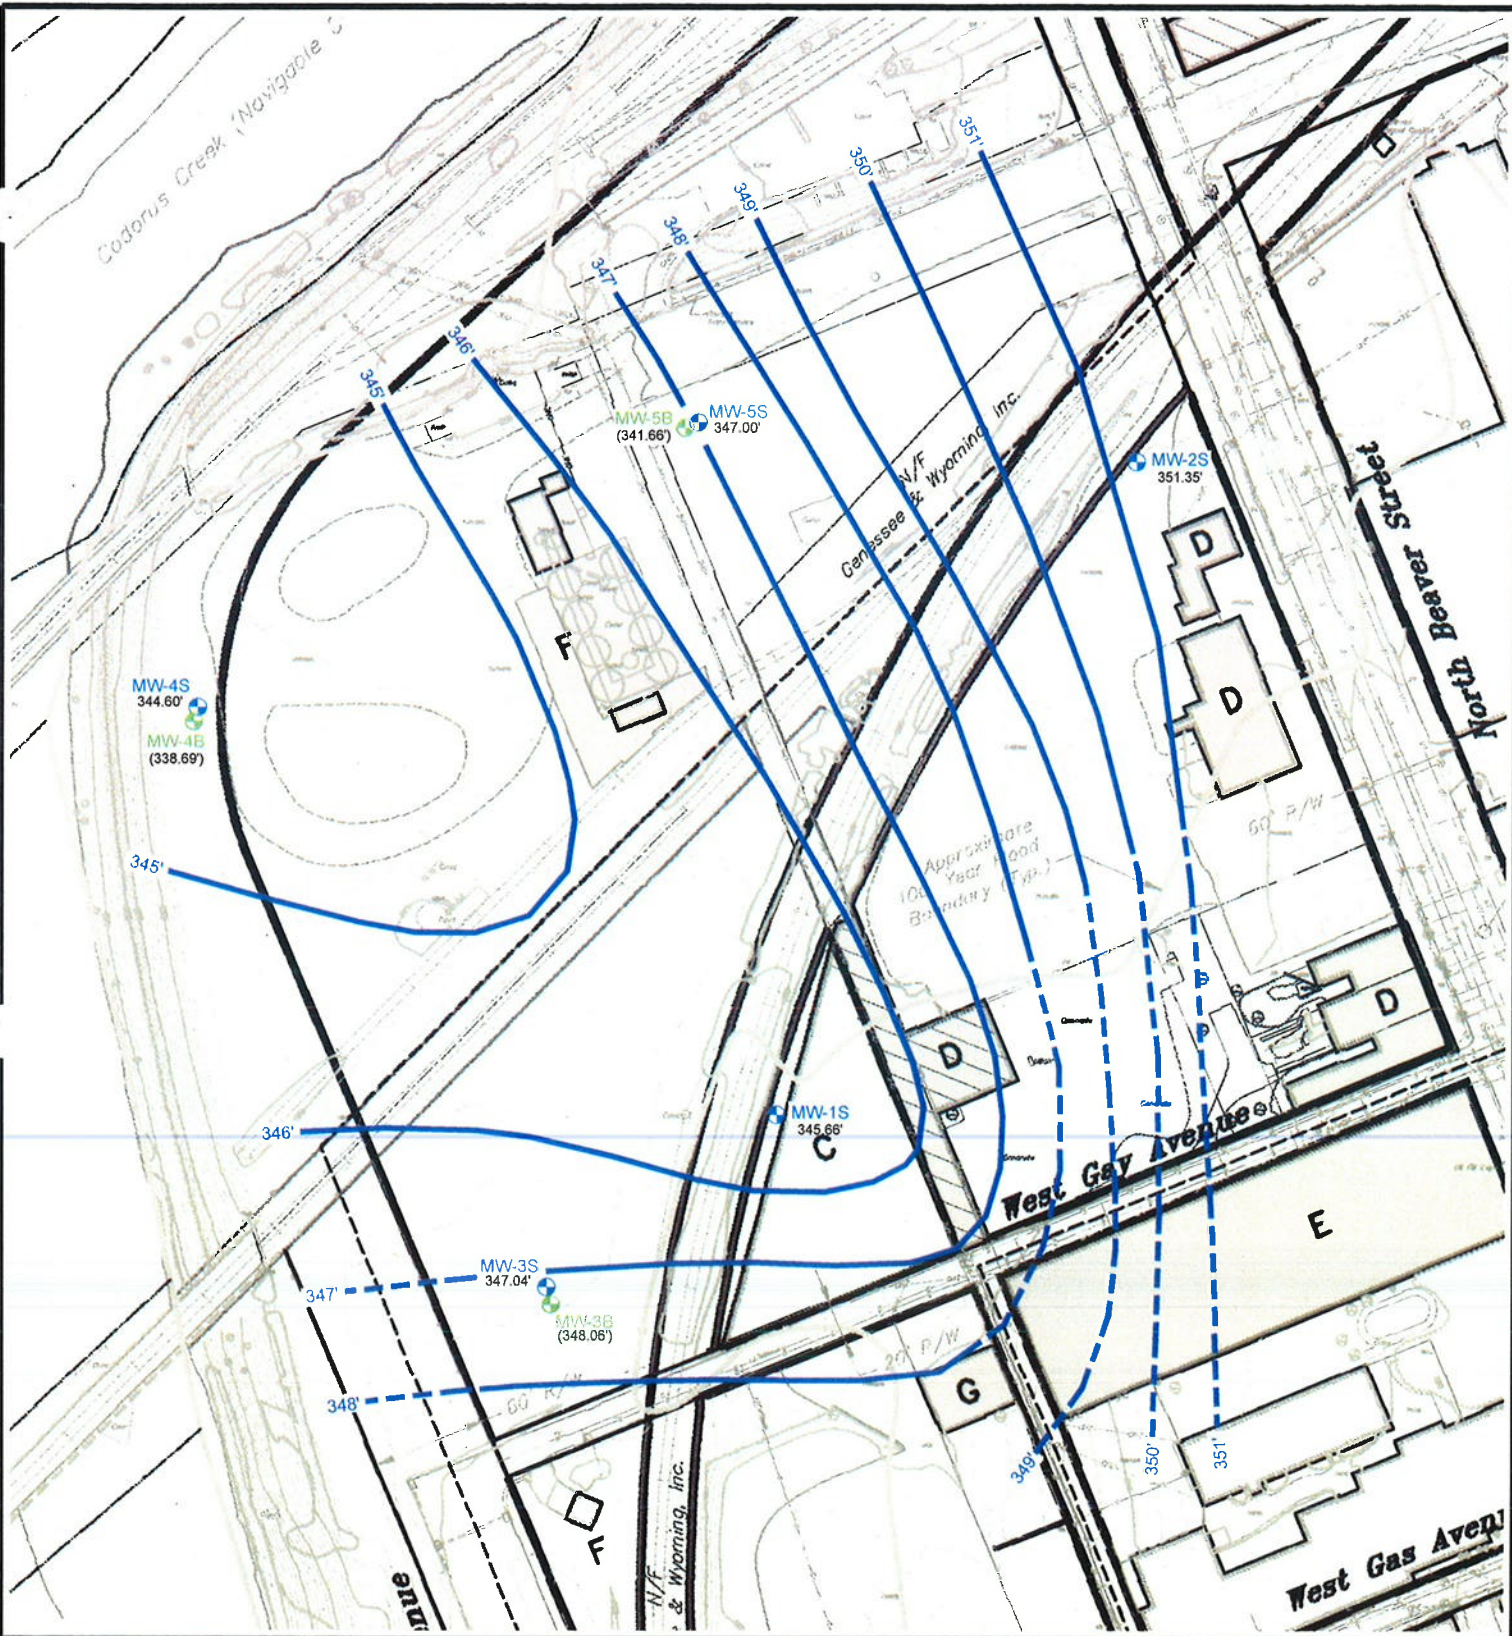 Codorus Creek (Navigable
351'
350'
349'
348'
347'
346'
345'
MW-5B
(341.66')
MW-5S
347.00'
N/F
Genessee & Wyoming, Inc.
MW-2S
351.35'
North Beaver Street
D
F
D
MW-4S
344.60'
MW-4B
(338.69')
60' R/W
Approximate
100 Year Flood
Boundary (Typ.)
345'
D
D
MW-1S
345.66'
C
346'
West Gay Avenue
E
MW-3S
347.04'
347'
MW-3B
(348.06')
20' R/W
G
348'
60' R/W
349'
350'
351'
F
N/F
& Wyoming, Inc.
nue
West Gas Avenu